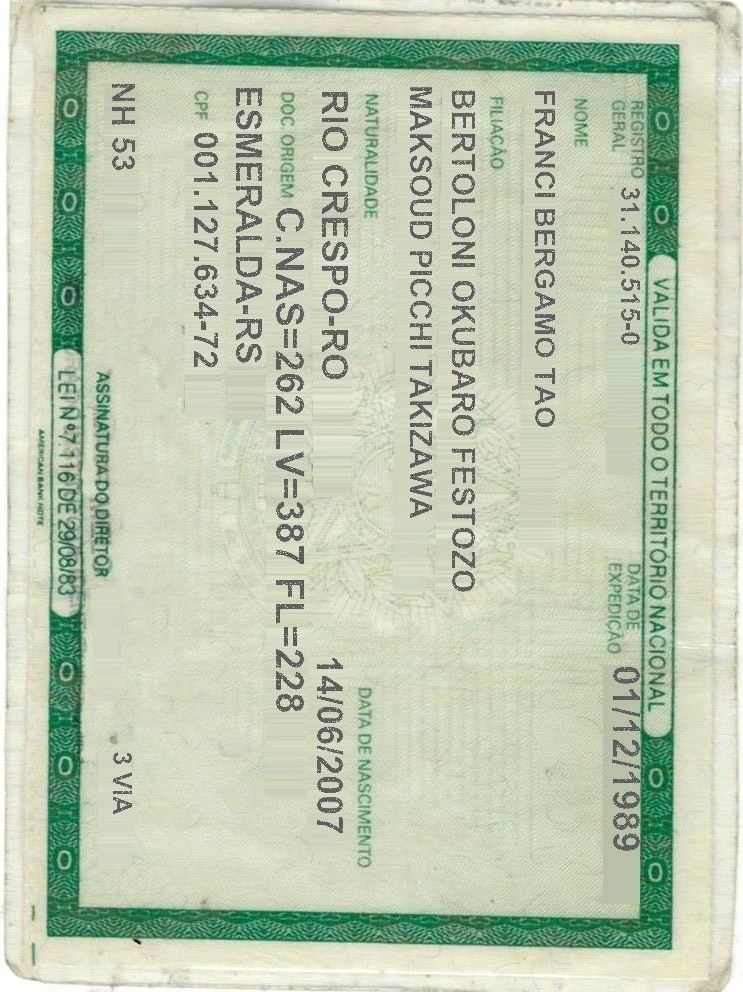 VÁLIDA EM TODO O TERRITÓRIO NACIONAL
REGISTRO GERAL 31.140.515-0 DATA DE EXPEDIÇÃO 01/12/1989
NOME
FRANCI BERGAMO TAO
FILIAÇÃO
BERTOLONI OKUBARO FESTOZO
MAKSOUD PICCHI TAKIZAWA
NATURALIDADE DATA DE NASCIMENTO
RIO CRESPO-RO 14/06/2007
DOC. ORIGEM C.NAS=262 LV=387 FL=228
ESMERALDA-RS
CPF 001.127.634-72
NH 53 3 VIA
ASSINATURA DO DIRETOR
LEI Nº 7.116 DE 29/08/83
AMERICAN BANK NOTE